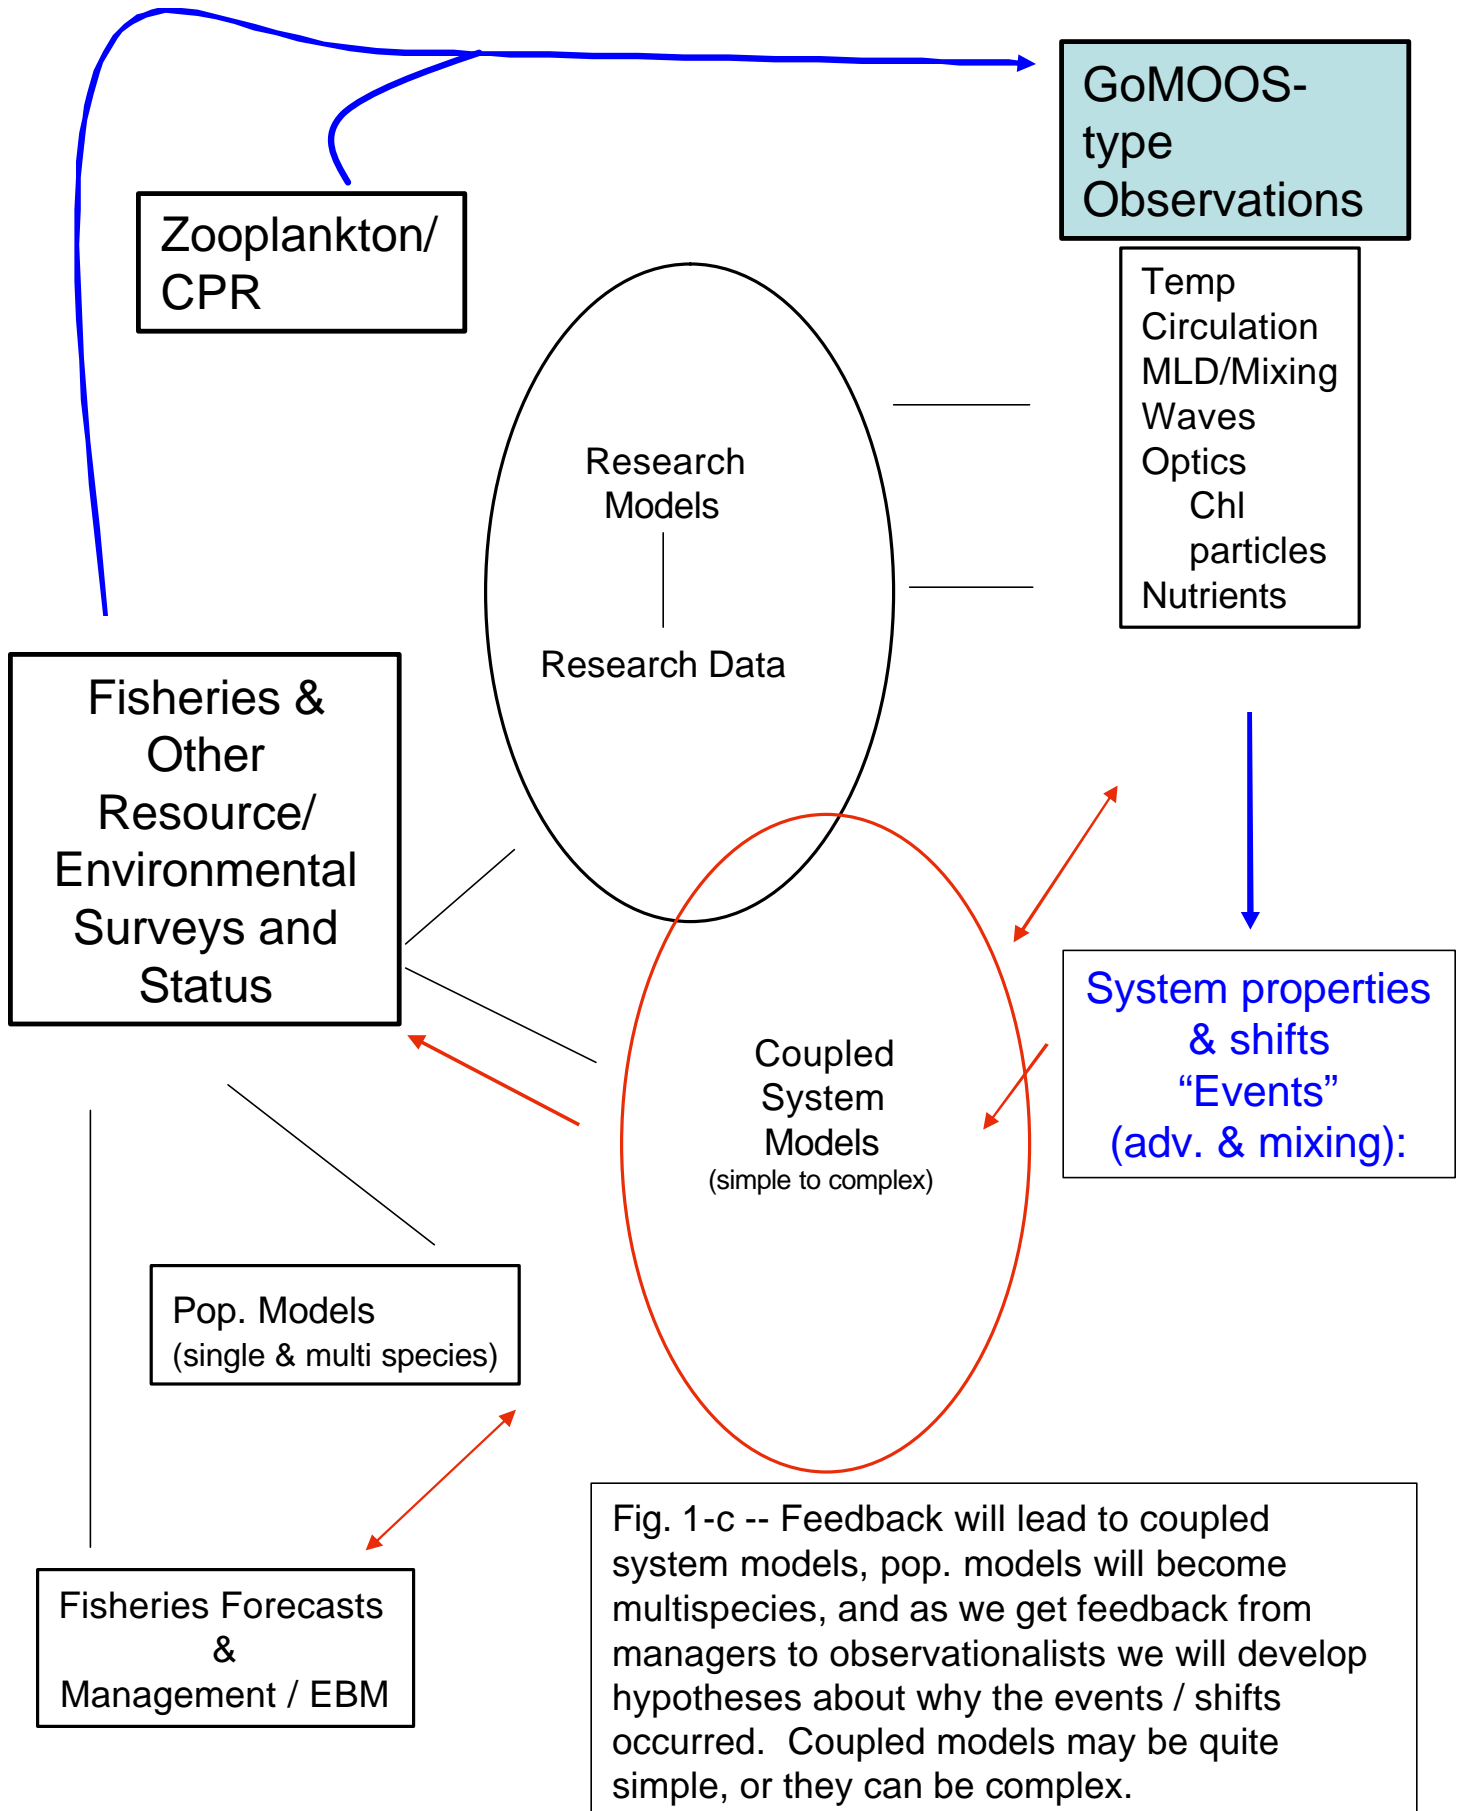 GoMOOS-
type
Observations
Zooplankton/
CPR
Temp
Circulation
MLD/Mixing
Waves
Optics
Chl
particles
Nutrients
Research
Models
Research Data
Fisheries &
Other
Resource/
Environmental
Surveys and
Status
System properties
& shifts
“Events”
(adv. & mixing):
Coupled
System
Models
(simple to complex)
Pop. Models
(single & multi species)
Fisheries Forecasts
&
Management / EBM
Fig. 1-c -- Feedback will lead to coupled
system models, pop. models will become
multispecies, and as we get feedback from
managers to observationalists we will develop
hypotheses about why the events / shifts
occurred.  Coupled models may be quite
simple, or they can be complex.